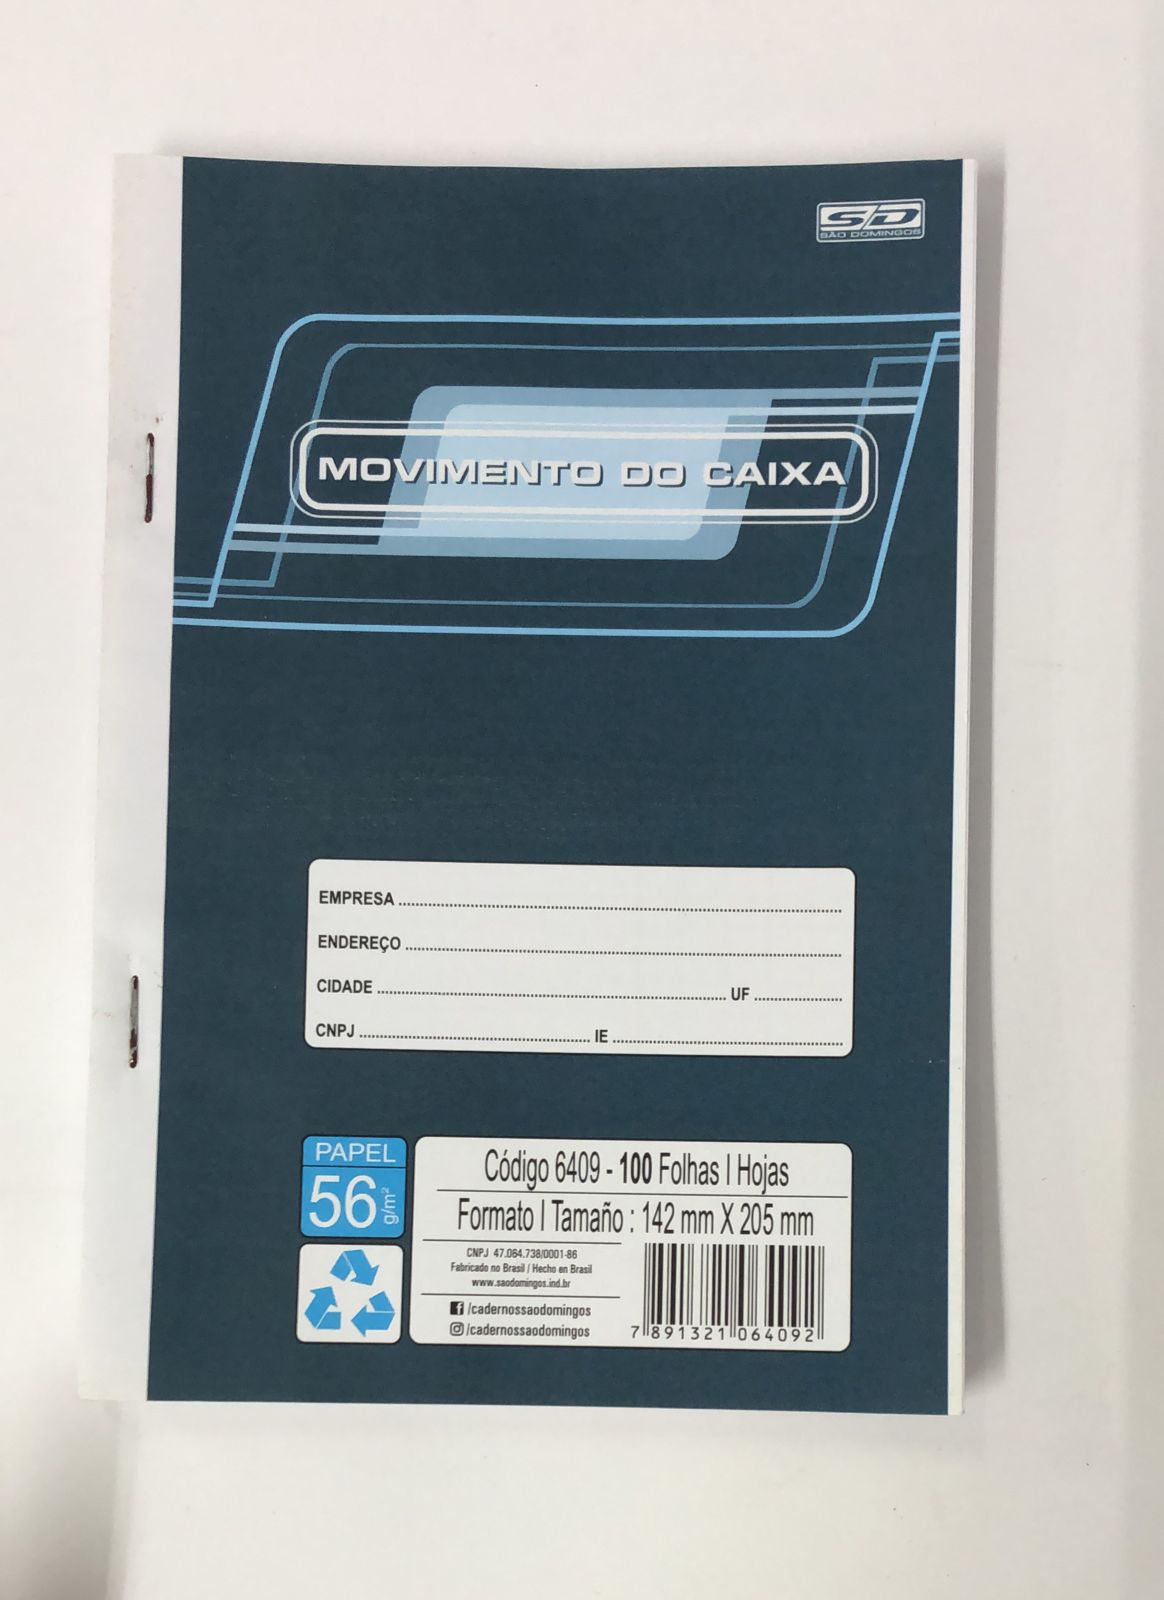 SD
SÃO DOMINGOS
MOVIMENTO DO CAIXA
EMPRESA
ENDEREÇO
CIDADE UF
CNPJ IE
PAPEL
56 g/m²
Código 6409 - 100 Folhas | Hojas
Formato | Tamaño : 142 mm X 205 mm
CNPJ 47.064.738/0001-86
Fabricado no Brasil / Hecho en Brasil
www.saodomingos.ind.br
/cadernossaodomingos
/cadernossaodomingos
7 891321 064092